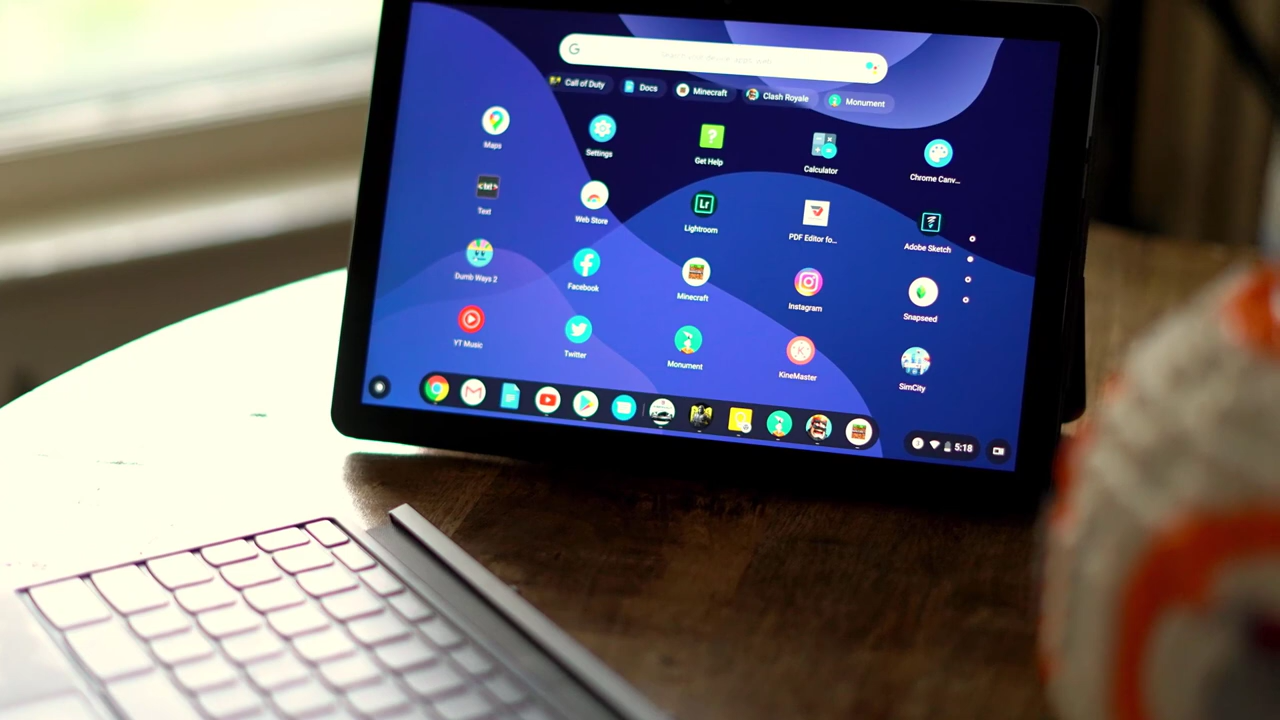 G
Call of Duty
Docs
Minecraft
Clash Royale
Monument
Maps
Settings
Get Help
Calculator
Chrome Canv...
<txt>
Text
Web Store
Lr
Lightroom
PDF Editor fo...
Adobe Sketch
Dumb Ways 2
Facebook
Minecraft
Instagram
Snapseed
YT Music
Twitter
Monument
KineMaster
SimCity
5:18